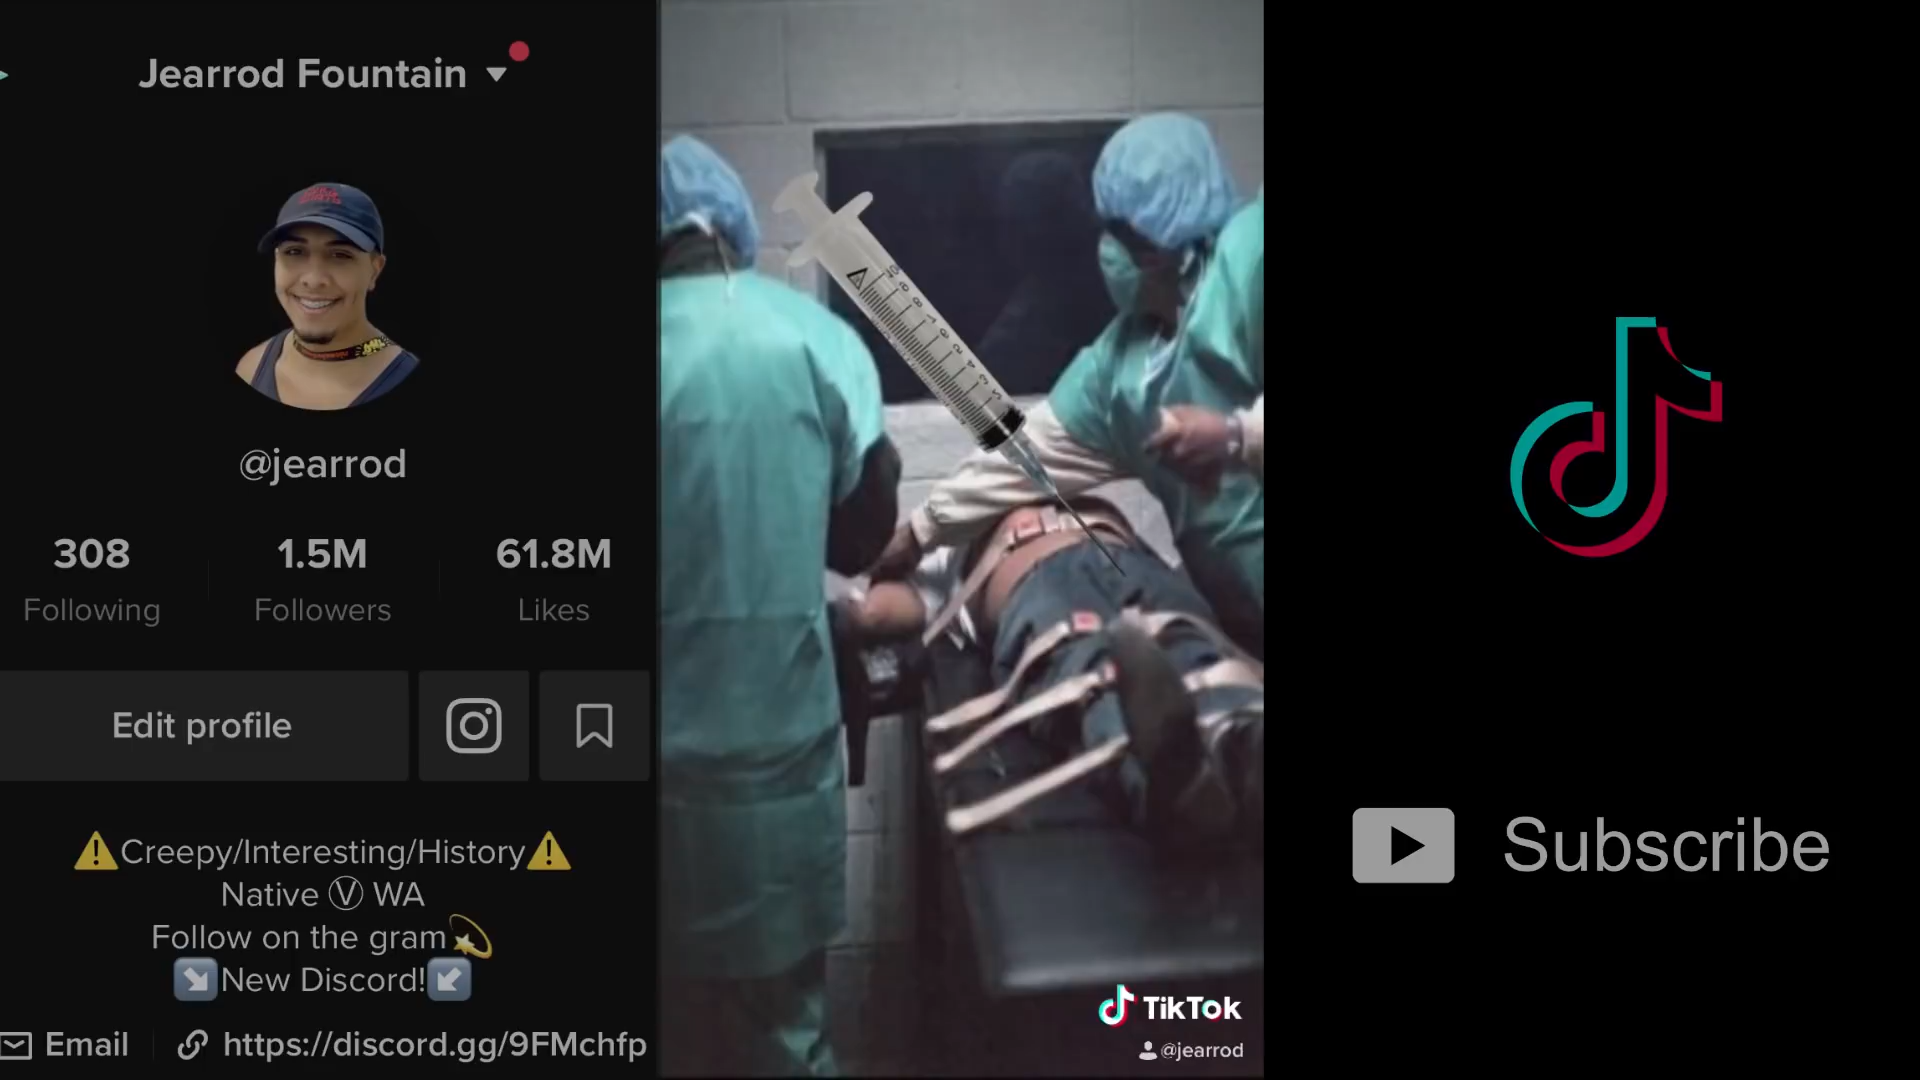 Jearrod Fountain
@jearrod
308 1.5M 61.8M
Following Followers Likes
Edit profile
⚠️Creepy/Interesting/History⚠️
Native Ⓥ WA
Follow on the gram💫
↘️New Discord!↙️
Email https://discord.gg/9FMchfp
TikTok
@jearrod
Subscribe